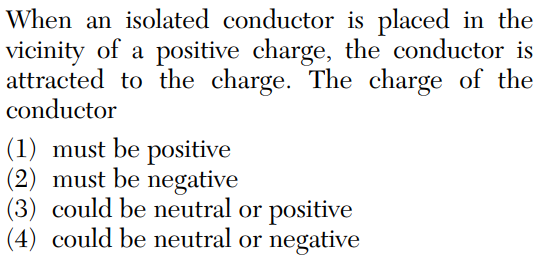 When an isolated conductor is placed in the
vicinity of a positive charge, the conductor is
attracted to the charge. The charge of the
conductor
(1) must be positive
(2) must be negative
(3) could be neutral or positive
(4) could be neutral or negative